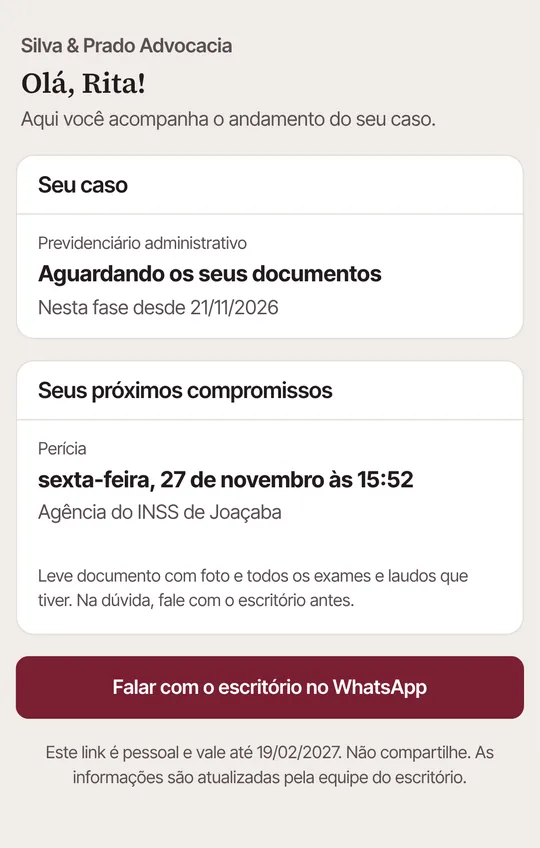 Silva & Prado Advocacia
Olá, Rita!
Aqui você acompanha o andamento do seu caso.
Seu caso
Previdenciário administrativo
Aguardando os seus documentos
Nesta fase desde 21/11/2026
Seus próximos compromissos
Perícia
sexta-feira, 27 de novembro às 15:52
Agência do INSS de Joaçaba
Leve documento com foto e todos os exames e laudos que
tiver. Na dúvida, fale com o escritório antes.
Falar com o escritório no WhatsApp
Este link é pessoal e vale até 19/02/2027. Não compartilhe. As
informações são atualizadas pela equipe do escritório.